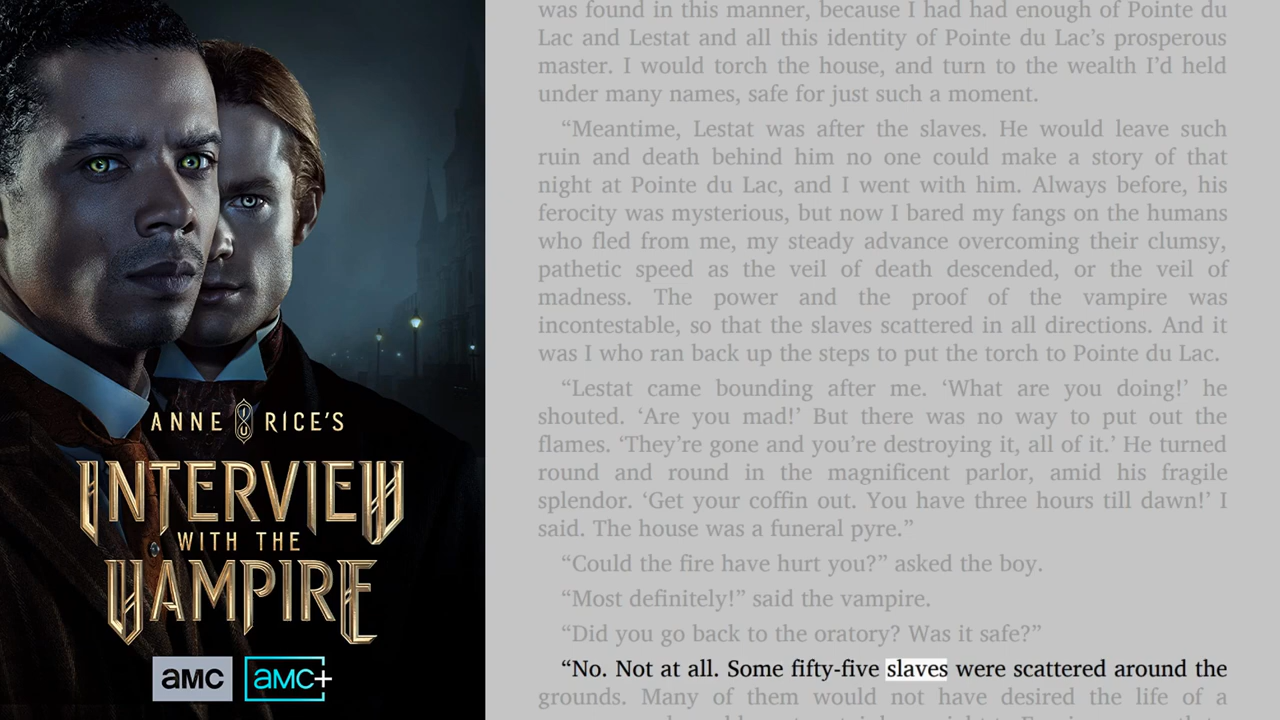 ANNE RICE'S
INTERVIEW
WITH THE
VAMPIRE
amc
amc+
was found in this manner, because I had had enough of Pointe du
Lac and Lestat and all this identity of Pointe du Lac’s prosperous
master. I would torch the house, and turn to the wealth I’d held
under many names, safe for just such a moment.
“Meantime, Lestat was after the slaves. He would leave such
ruin and death behind him no one could make a story of that
night at Pointe du Lac, and I went with him. Always before, his
ferocity was mysterious, but now I bared my fangs on the humans
who fled from me, my steady advance overcoming their clumsy,
pathetic speed as the veil of death descended, or the veil of
madness. The power and the proof of the vampire was
incontestable, so that the slaves scattered in all directions. And it
was I who ran back up the steps to put the torch to Pointe du Lac.
“Lestat came bounding after me. ‘What are you doing!’ he
shouted. ‘Are you mad!’ But there was no way to put out the
flames. ‘They’re gone and you’re destroying it, all of it.’ He turned
round and round in the magnificent parlor, amid his fragile
splendor. ‘Get your coffin out. You have three hours till dawn!’ I
said. The house was a funeral pyre.”
“Could the fire have hurt you?” asked the boy.
“Most definitely!” said the vampire.
“Did you go back to the oratory? Was it safe?”
“No. Not at all. Some fifty-five slaves were scattered around the
grounds. Many of them would not have desired the life of a